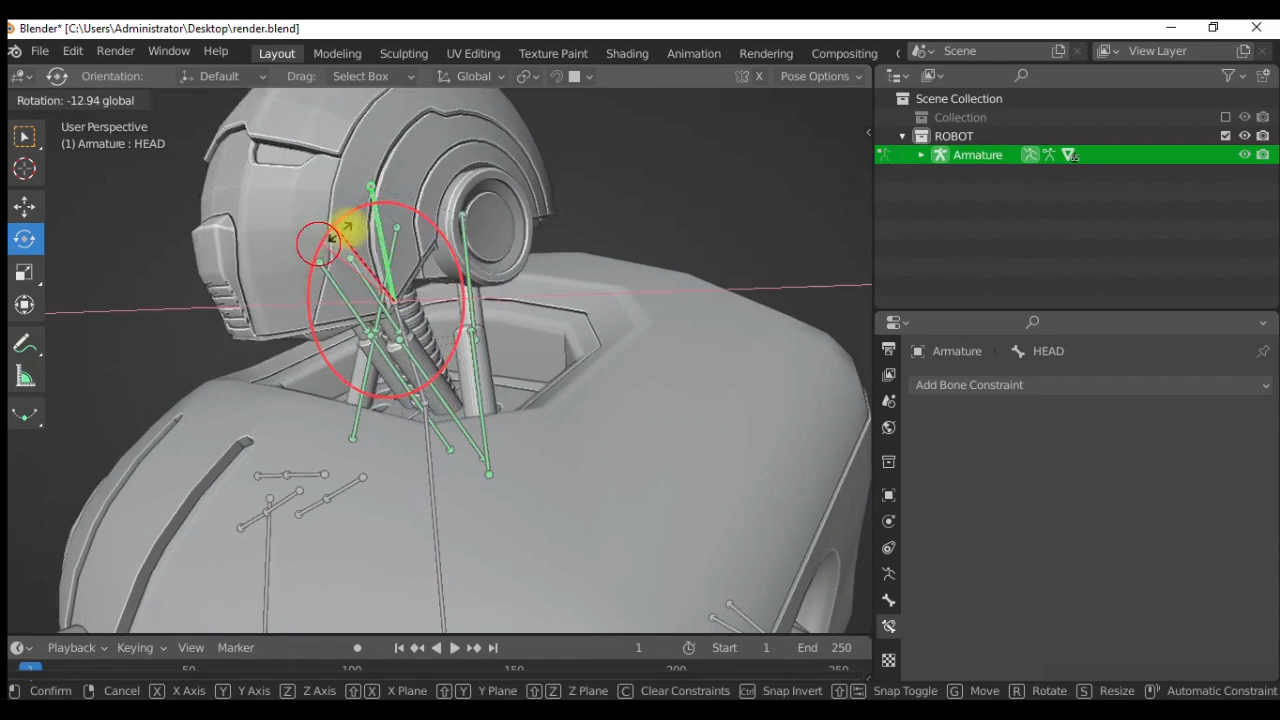 Blender* [C:\Users\Administrator\Desktop\render.blend]
File Edit Render Window Help Layout Modeling Sculpting UV Editing Texture Paint Shading Animation Rendering Compositing Scene View Layer
Orientation: Default Drag: Select Box Global X Pose Options
Rotation: -12.94 global
User Perspective
(1) Armature : HEAD
Scene Collection
Collection
ROBOT
Armature
Armature HEAD
Add Bone Constraint
Playback Keying View Marker 1 Start 1 End 250
1 50 100 150 200 250
Confirm Cancel X X Axis Y Y Axis Z Z Axis X X Plane Y Y Plane Z Z Plane C Clear Constraints Ctrl Snap Invert Snap Toggle G Move R Rotate S Resize Automatic Constraint